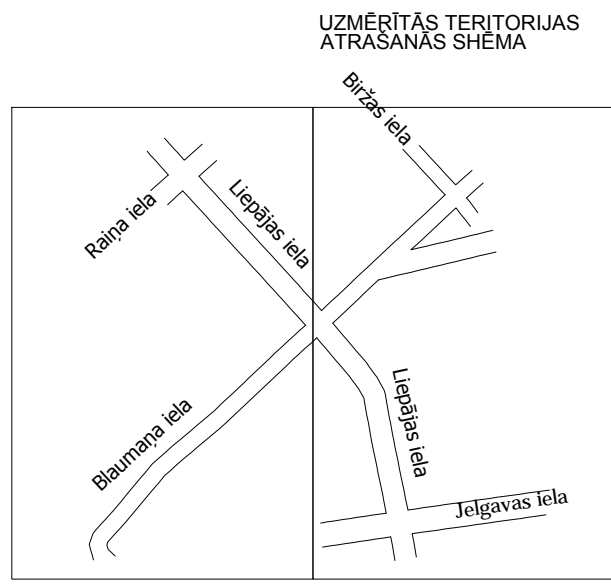 UZMĒRĪTĀS TERITORIJAS
ATRAŠANĀS SHĒMA
Biržas iela
Liepājas iela
Raiņa iela
Liepājas iela
Blaumaņa iela
Jelgavas iela